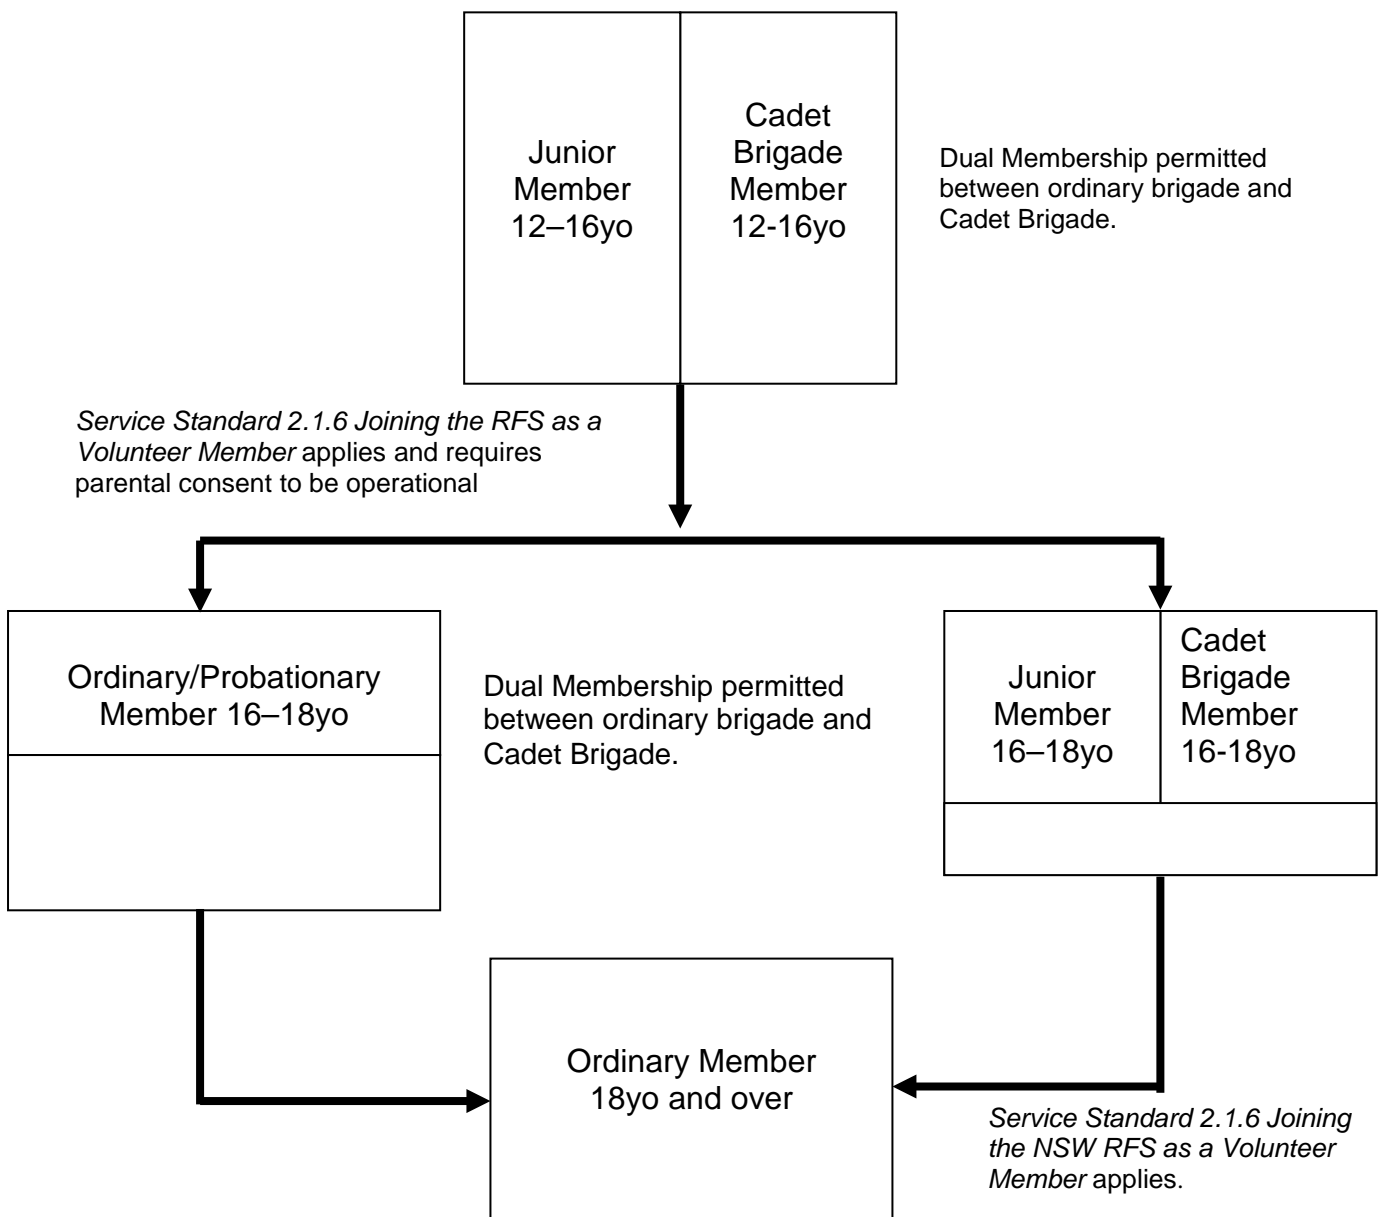 Junior
Member
12–16yo
Cadet
Brigade
Member
12-16yo
Dual Membership permitted
between ordinary brigade and
Cadet Brigade.
Service Standard 2.1.6 Joining the RFS as a
Volunteer Member applies and requires
parental consent to be operational
Ordinary/Probationary
Member 16–18yo
Dual Membership permitted
between ordinary brigade and
Cadet Brigade.
Junior
Member
16–18yo
Cadet
Brigade
Member
16-18yo
Ordinary Member
18yo and over
Service Standard 2.1.6 Joining
the NSW RFS as a Volunteer
Member applies.